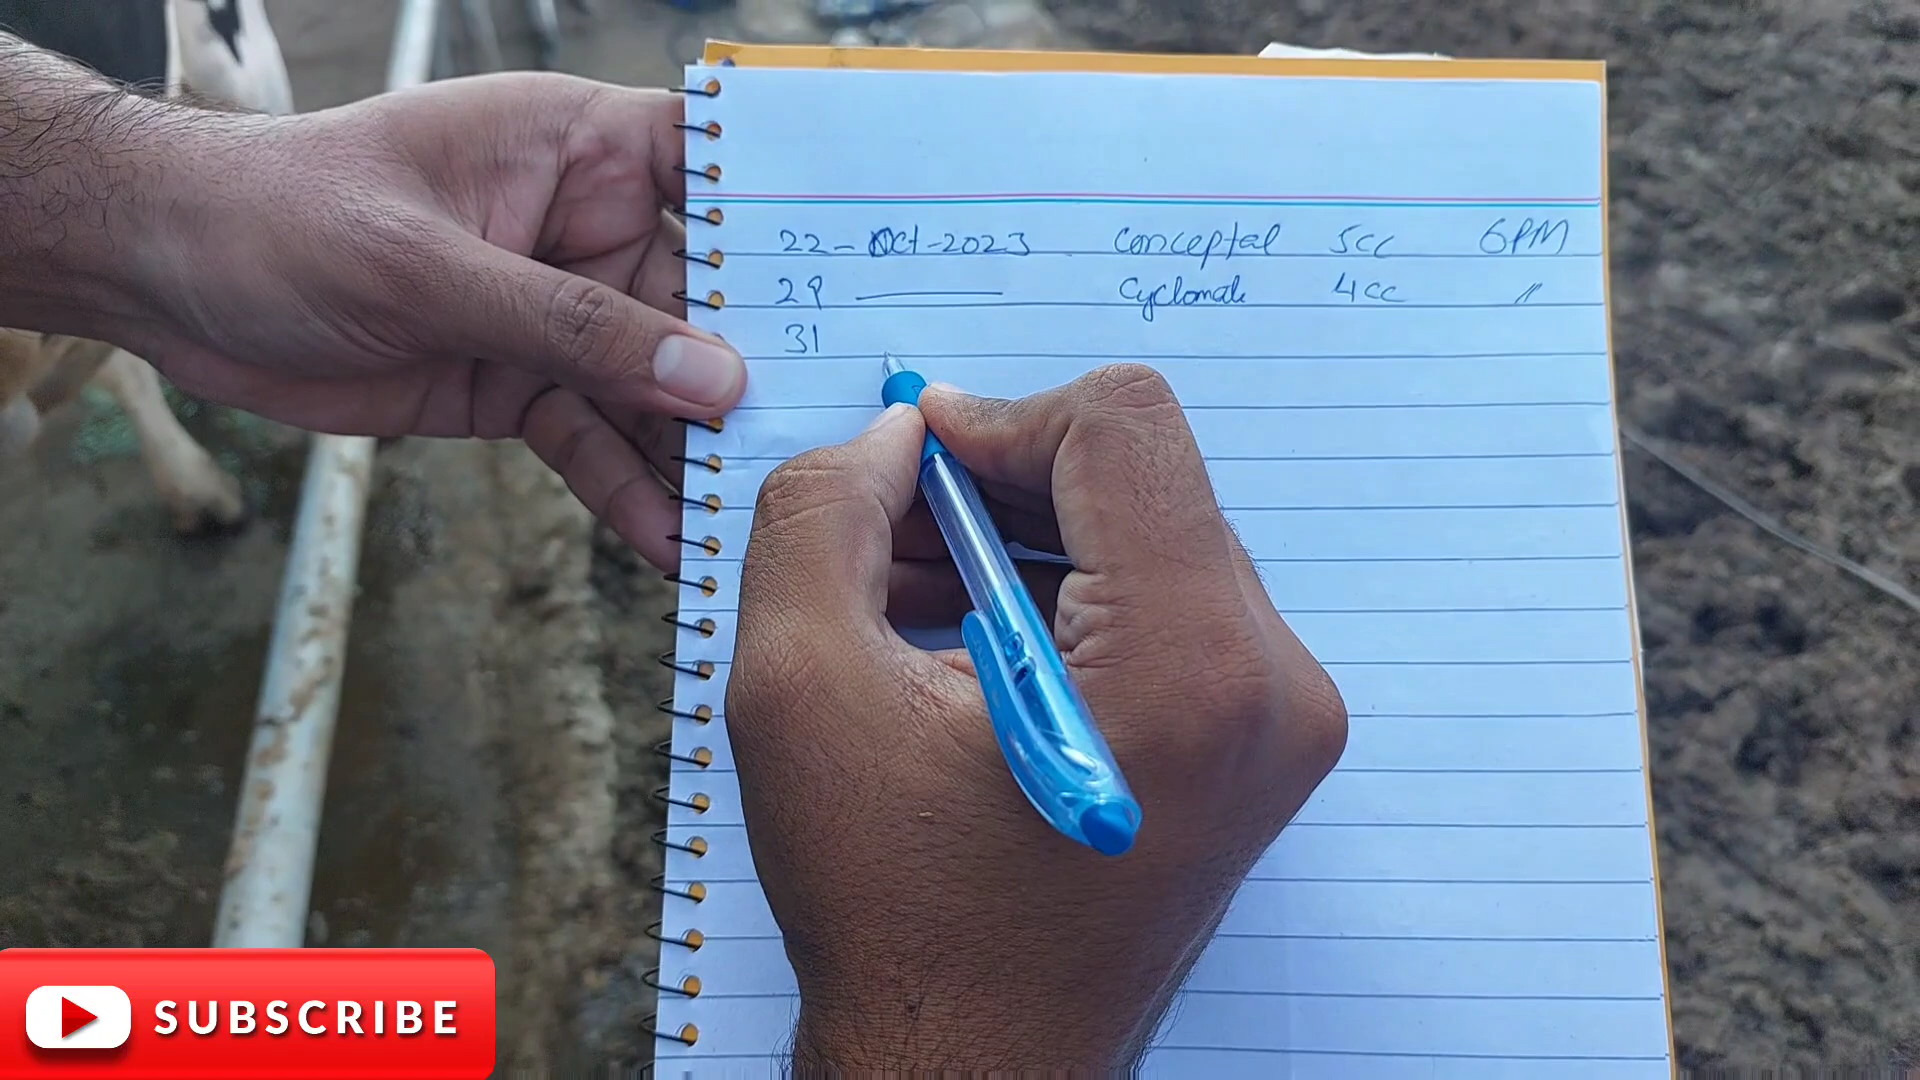 22-Oct-2023 Conceptal 5cc 6PM
29 ———— Cyclomate 4cc "
31
SUBSCRIBE